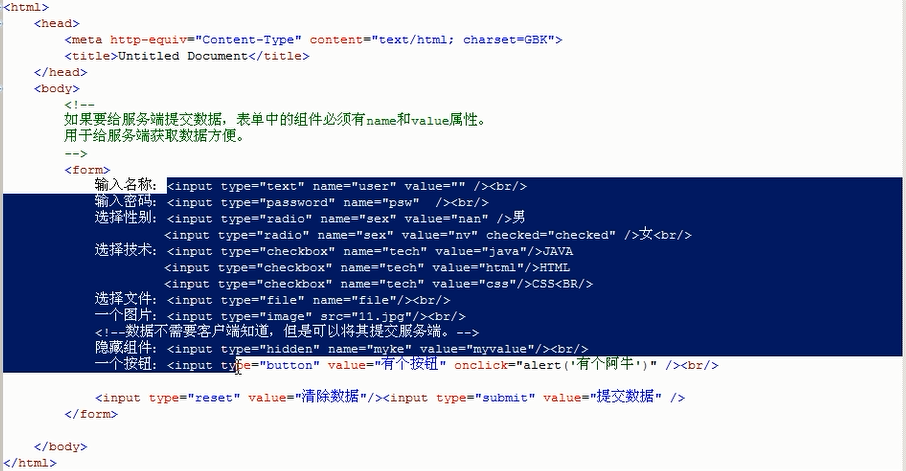 <html>
<head>
<meta http-equiv="Content-Type" content="text/html; charset=GBK">
<title>Untitled Document</title>
</head>
<body>
<!--
如果要给服务端提交数据，表单中的组件必须有name和value属性。
用于给服务端获取数据方便。
-->
<form>
输入名称：<input type="text" name="user" value="" /><br/>
输入密码：<input type="password" name="psw"  /><br/>
选择性别：<input type="radio" name="sex" value="nan" />男
<input type="radio" name="sex" value="nv" checked="checked" />女<br/>
选择技术：<input type="checkbox" name="tech" value="java"/>JAVA
<input type="checkbox" name="tech" value="html"/>HTML
<input type="checkbox" name="tech" value="css"/>CSS<BR/>
选择文件：<input type="file" name="file"/><br/>
一个图片：<input type="image" src="11.jpg"/><br/>
<!--数据不需要客户端知道，但是可以将其提交服务端。-->
隐藏组件：<input type="hidden" name="myke" value="myvalue"/><br/>
一个按钮：<input type="button" value="有个按钮" onclick="alert('有个阿牛')" /><br/>
<input type="reset" value="清除数据"/><input type="submit" value="提交数据" />
</form>
</body>
</html>